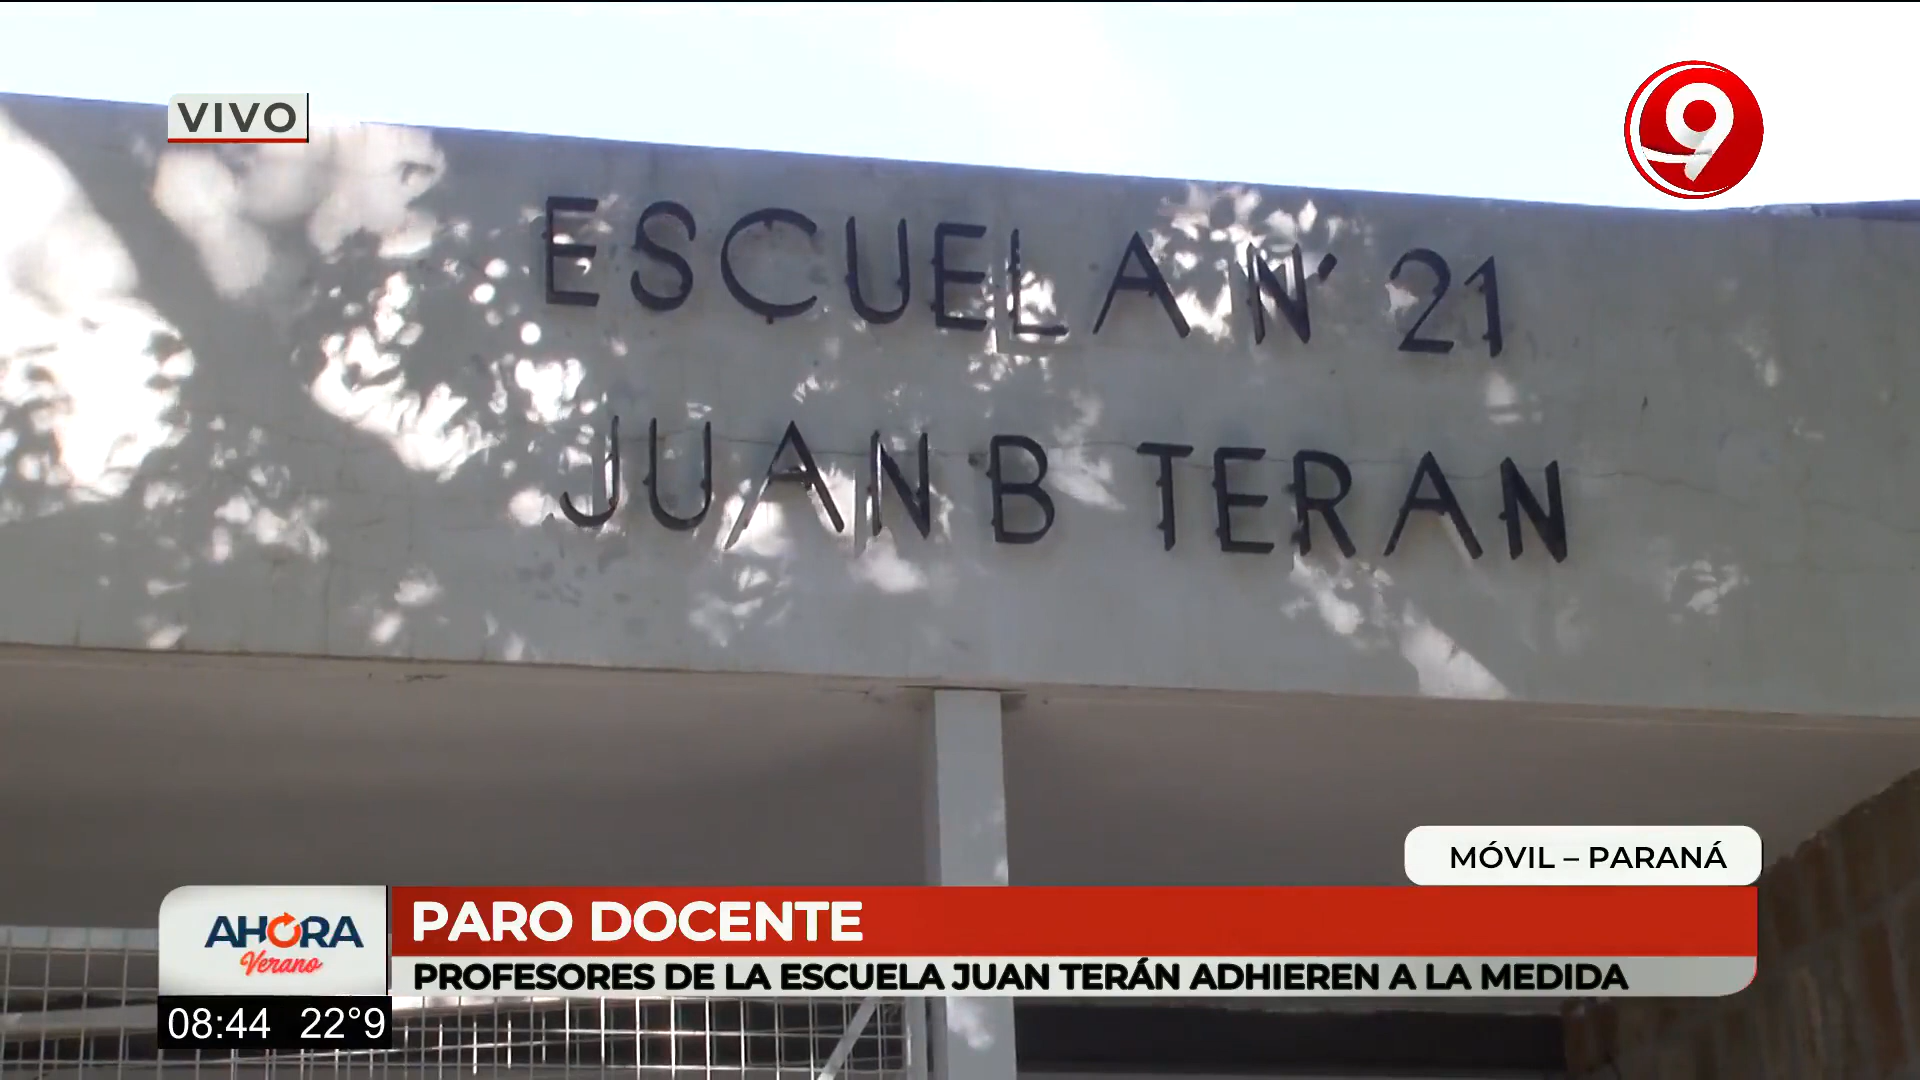 VIVO
9
ESCUELA N° 21
JUAN B TERAN
MÓVIL – PARANÁ
AHORA
Verano
PARO DOCENTE
PROFESORES DE LA ESCUELA JUAN TERÁN ADHIEREN A LA MEDIDA
08:44 22°9